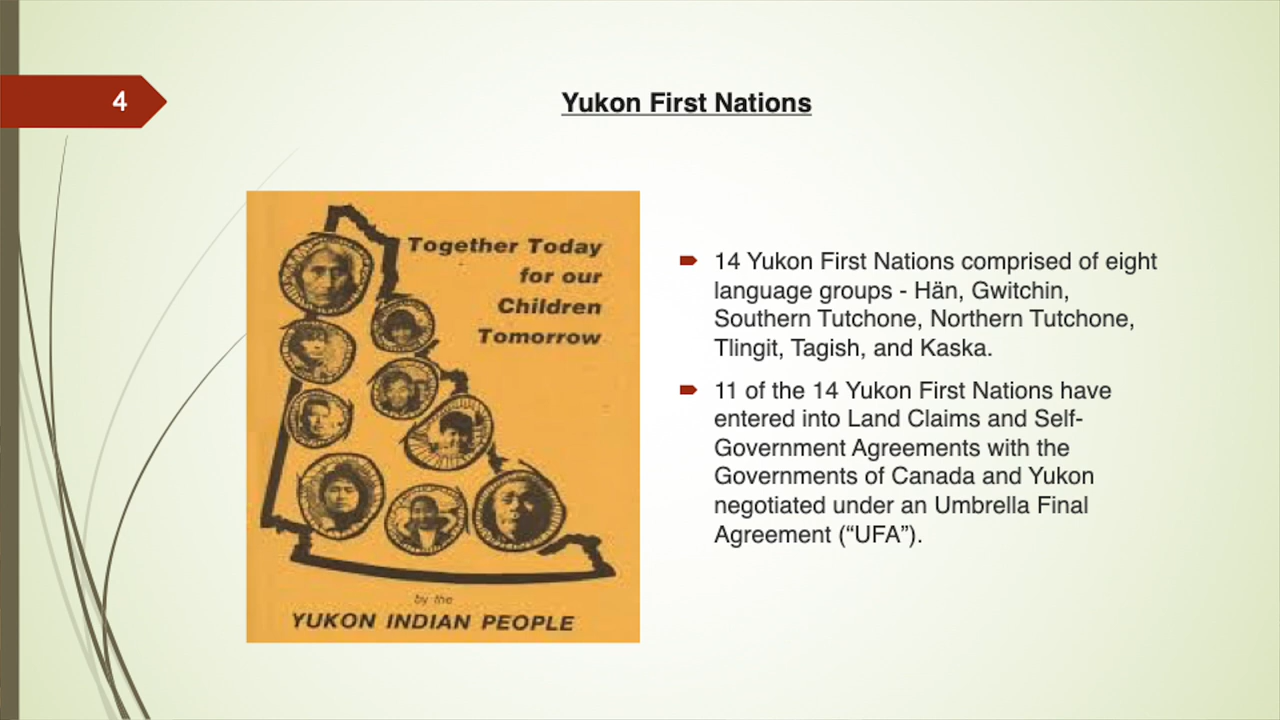 4
Yukon First Nations
Together Today
for our
Children
Tomorrow
by the
YUKON INDIAN PEOPLE
14 Yukon First Nations comprised of eight
language groups - Hän, Gwitchin,
Southern Tutchone, Northern Tutchone,
Tlingit, Tagish, and Kaska.
11 of the 14 Yukon First Nations have
entered into Land Claims and Self-
Government Agreements with the
Governments of Canada and Yukon
negotiated under an Umbrella Final
Agreement (“UFA”).